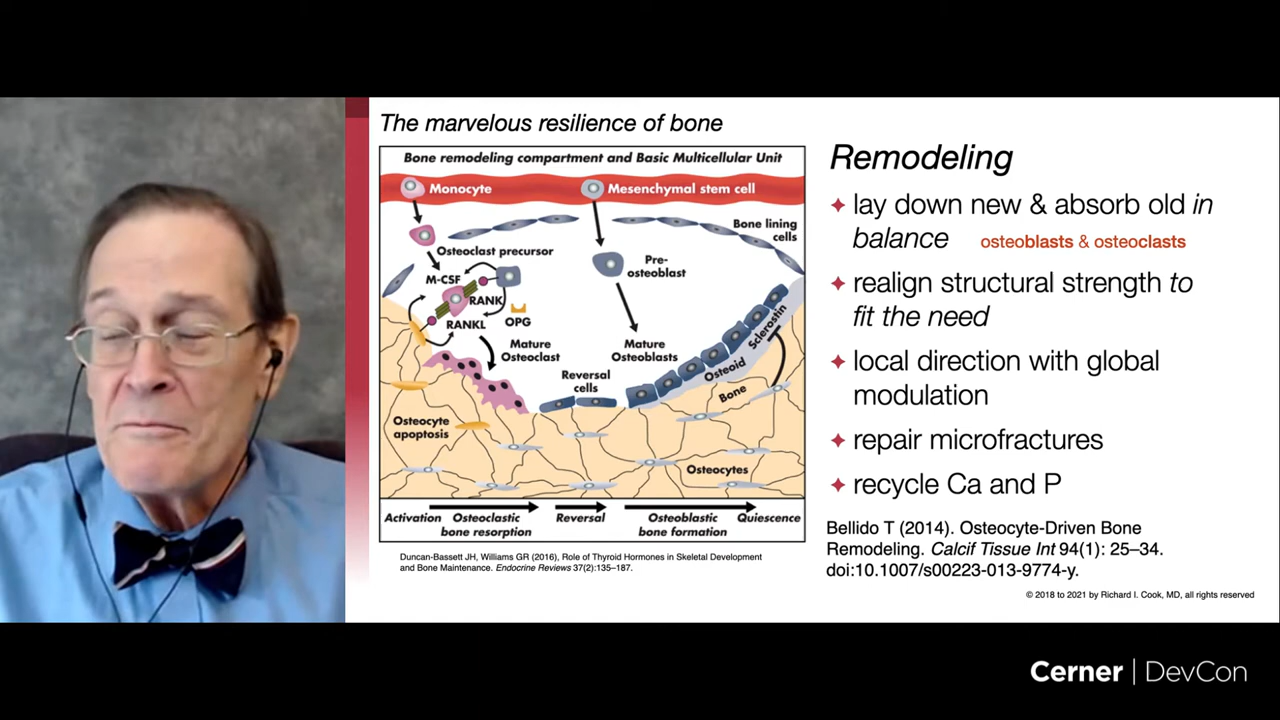 The marvelous resilience of bone
Bone remodeling compartment and Basic Multicellular Unit
Monocyte
Mesenchymal stem cell
Bone lining
cells
Osteoclast precursor
M-CSF
RANK
RANKL
OPG
Pre-
osteoblast
Mature
Osteoclast
Mature
Osteoblasts
Reversal
cells
Sclerostin
Osteoid
Bone
Osteocyte
apoptosis
Osteocytes
Activation
Osteoclastic
bone resorption
Reversal
Osteoblastic
bone formation
Quiescence
Duncan-Bassett JH, Williams GR (2016), Role of Thyroid Hormones in Skeletal Development
and Bone Maintenance. Endocrine Reviews 37(2):135–187.
Remodeling
✦ lay down new & absorb old in
balance osteoblasts & osteoclasts
✦ realign structural strength to
fit the need
✦ local direction with global
modulation
✦ repair microfractures
✦ recycle Ca and P
Bellido T (2014). Osteocyte-Driven Bone
Remodeling. Calcif Tissue Int 94(1): 25–34.
doi:10.1007/s00223-013-9774-y.
© 2018 to 2021 by Richard I. Cook, MD, all rights reserved
Cerner | DevCon